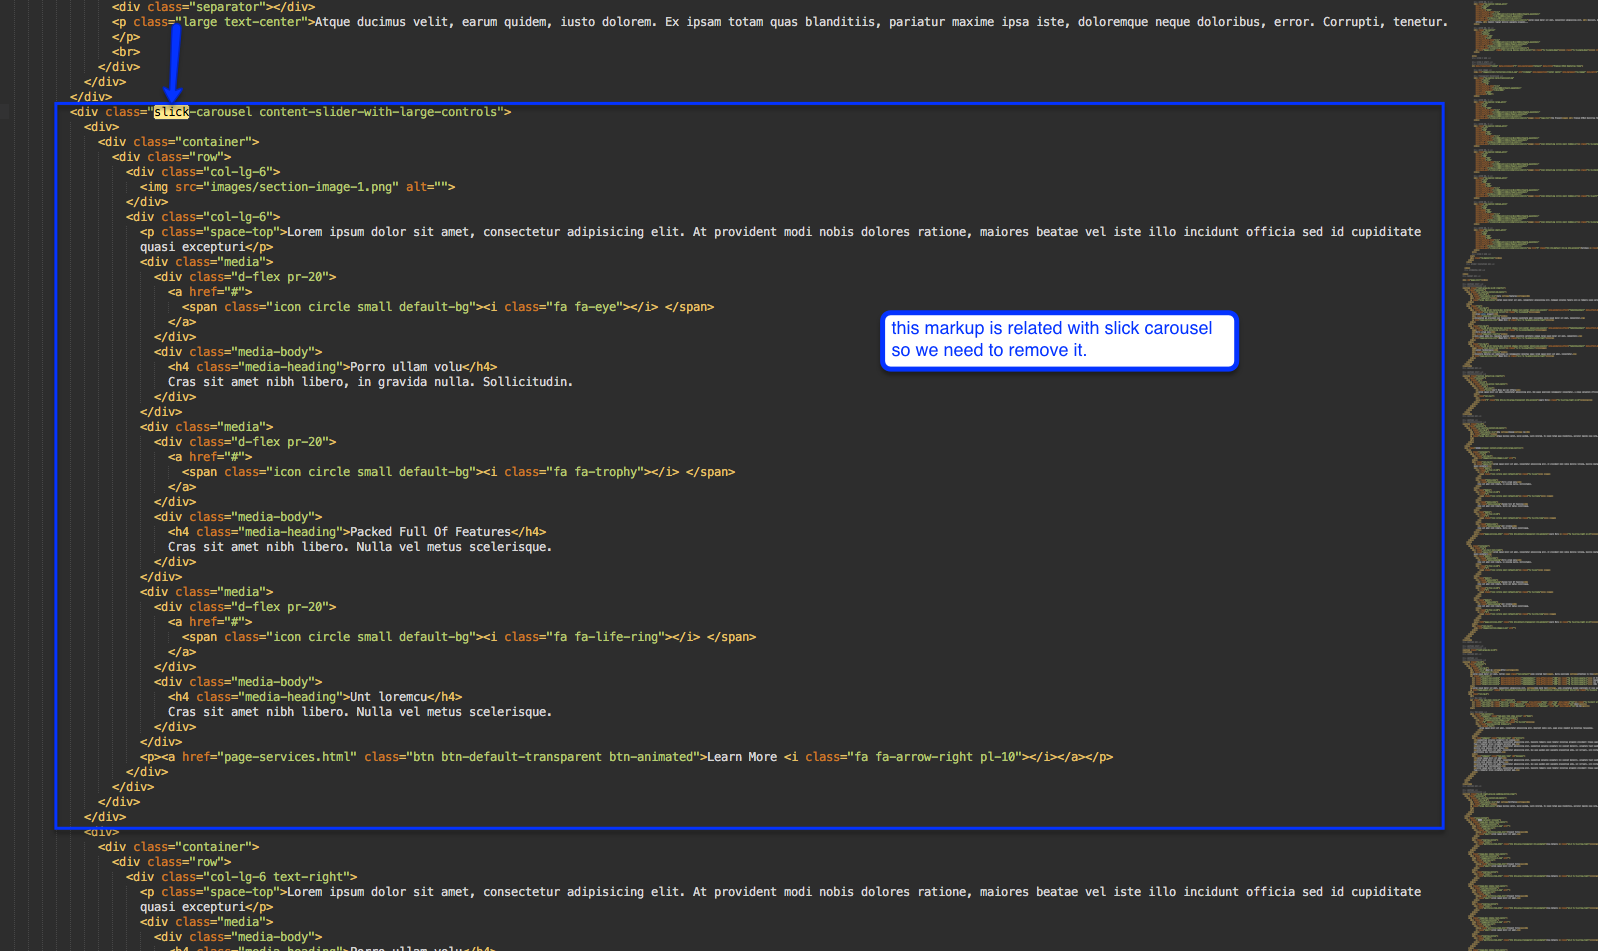 <div class="separator"></div>
<p class="large text-center">Atque ducimus velit, earum quidem, iusto dolorem. Ex ipsam totam quas blanditiis, pariatur maxime ipsa iste, doloremque neque doloribus, error. Corrupti, tenetur.
</p>
<br>
</div>
</div>
</div>
<div class="slick-carousel content-slider-with-large-controls">
<div>
<div class="container">
<div class="row">
<div class="col-lg-6">
<img src="images/section-image-1.png" alt="">
</div>
<div class="col-lg-6">
<p class="space-top">Lorem ipsum dolor sit amet, consectetur adipisicing elit. At provident modi nobis dolores ratione, maiores beatae vel iste illo incidunt officia sed id cupiditate
quasi excepturi</p>
<div class="media">
<div class="d-flex pr-20">
<a href="#">
<span class="icon circle small default-bg"><i class="fa fa-eye"></i> </span>
</a>
</div>
<div class="media-body">
<h4 class="media-heading">Porro ullam volu</h4>
Cras sit amet nibh libero, in gravida nulla. Sollicitudin.
</div>
</div>
<div class="media">
<div class="d-flex pr-20">
<a href="#">
<span class="icon circle small default-bg"><i class="fa fa-trophy"></i> </span>
</a>
</div>
<div class="media-body">
<h4 class="media-heading">Packed Full Of Features</h4>
Cras sit amet nibh libero. Nulla vel metus scelerisque.
</div>
</div>
<div class="media">
<div class="d-flex pr-20">
<a href="#">
<span class="icon circle small default-bg"><i class="fa fa-life-ring"></i> </span>
</a>
</div>
<div class="media-body">
<h4 class="media-heading">Unt loremcu</h4>
Cras sit amet nibh libero. Nulla vel metus scelerisque.
</div>
</div>
<p><a href="page-services.html" class="btn btn-default-transparent btn-animated">Learn More <i class="fa fa-arrow-right pl-10"></i></a></p>
</div>
</div>
</div>
</div>
<div>
<div class="container">
<div class="row">
<div class="col-lg-6 text-right">
<p class="space-top">Lorem ipsum dolor sit amet, consectetur adipisicing elit. At provident modi nobis dolores ratione, maiores beatae vel iste illo incidunt officia sed id cupiditate
quasi excepturi</p>
<div class="media">
<div class="media-body">
<h4 class="media-heading">Porro ullam volu</h4>
this markup is related with slick carousel
so we need to remove it.